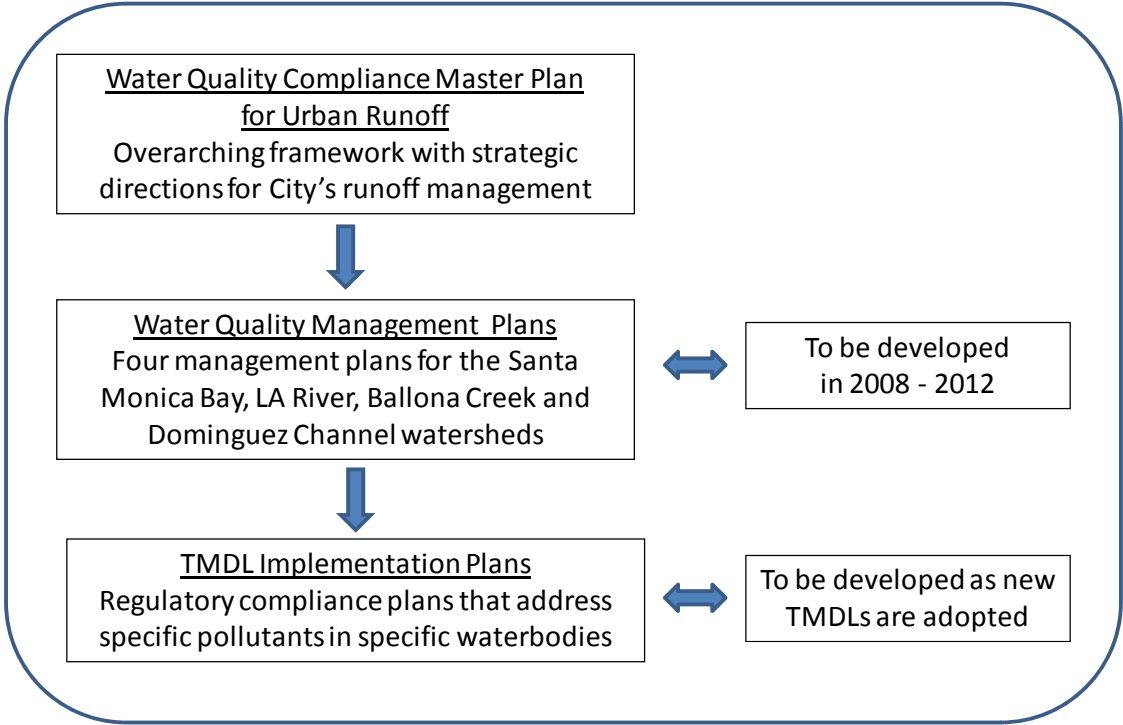 Water Quality Compliance Master Plan
for Urban Runoff
Overarching framework with strategic
directions for City's runoff management
Water Quality Management Plans
Four management plans for the Santa
Monica Bay, LA River, Ballona Creek and
Dominguez Channel watersheds
To be developed
in 2008 - 2012
TMDL Implementation Plans
Regulatory compliance plans that address
specific pollutants in specific waterbodies
To be developed as new
TMDLs are adopted